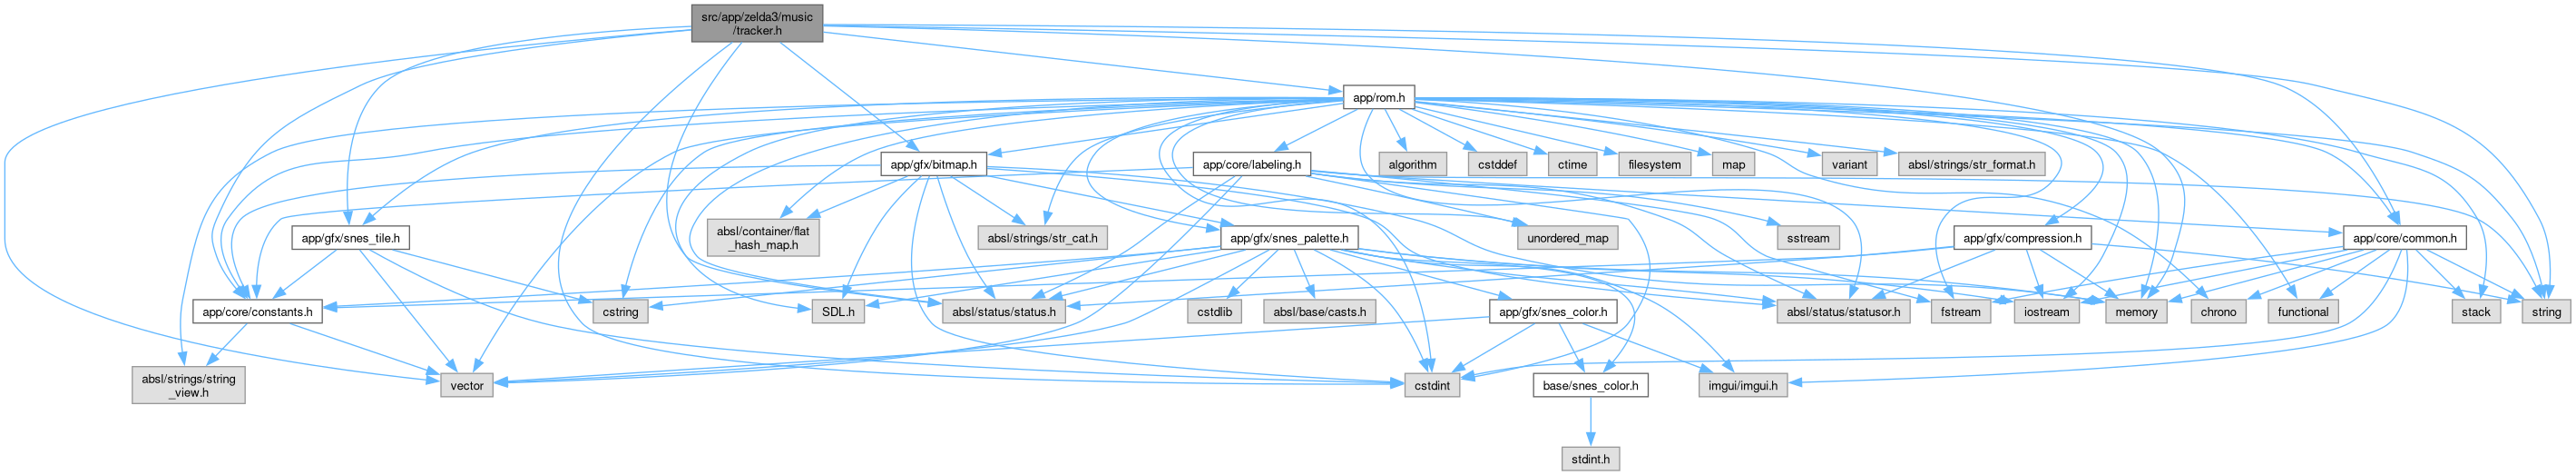 src/app/zelda3/music
/tracker.h
app/rom.h
app/gfx/bitmap.h
app/core/labeling.h
algorithm
cstddef
ctime
filesystem
map
variant
absl/strings/str_format.h
app/gfx/snes_tile.h
absl/container/flat
_hash_map.h
absl/strings/str_cat.h
app/gfx/snes_palette.h
unordered_map
sstream
app/gfx/compression.h
app/core/common.h
app/core/constants.h
cstring
SDL.h
absl/status/status.h
cstdlib
absl/base/casts.h
app/gfx/snes_color.h
absl/status/statusor.h
fstream
iostream
memory
chrono
functional
stack
string
absl/strings/string
_view.h
vector
cstdint
base/snes_color.h
imgui/imgui.h
stdint.h